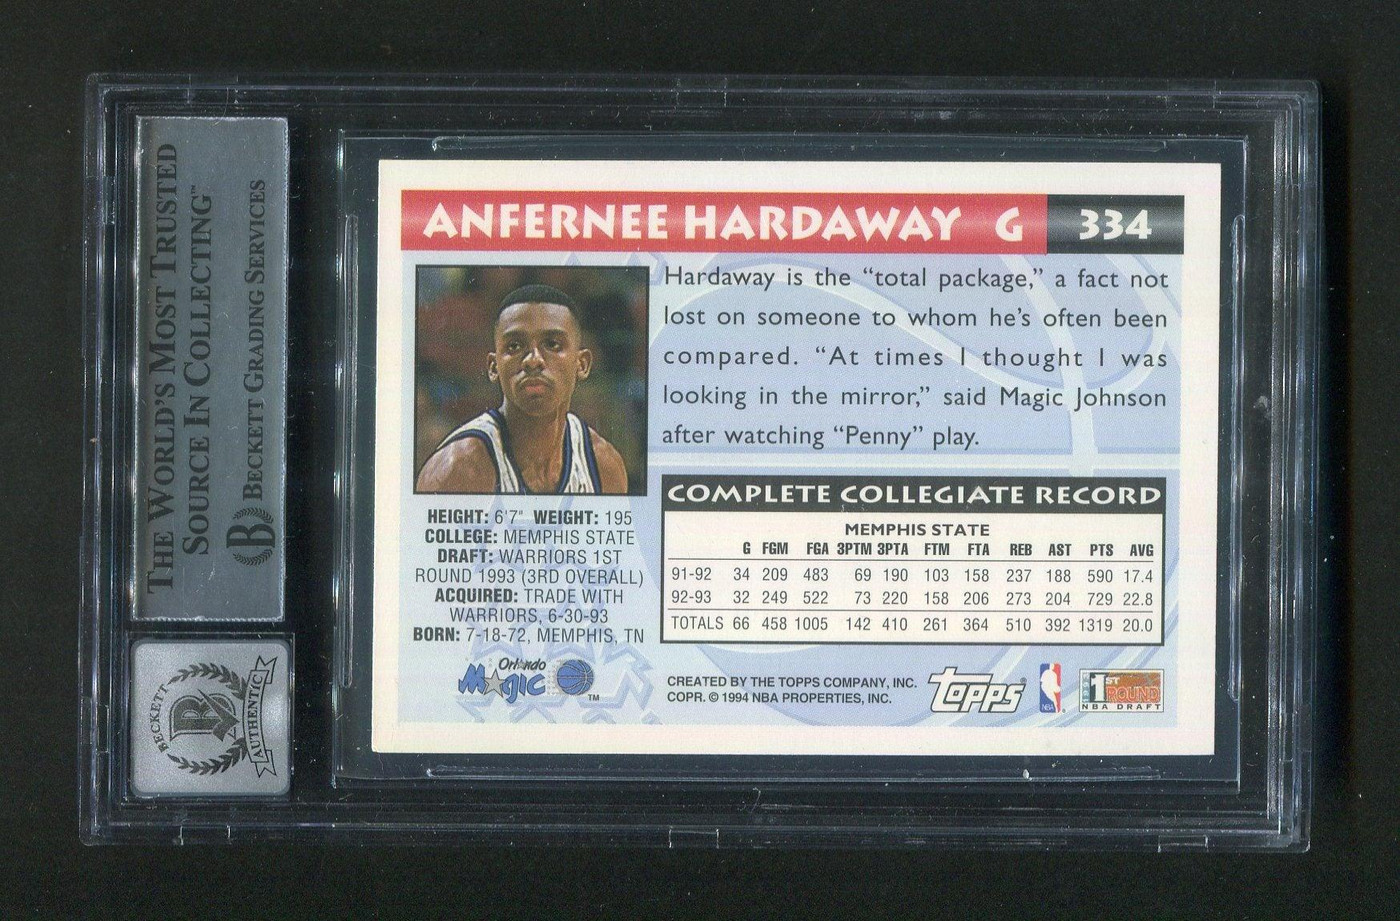 THE WORLD'S MOST TRUSTED
SOURCE IN COLLECTING™
B BECKETT GRADING SERVICES
BECKETT
B
AUTHENTIC
ANFERNEE HARDAWAY G 334
Hardaway is the “total package,” a fact not
lost on someone to whom he's often been
compared. “At times I thought I was
looking in the mirror,” said Magic Johnson
after watching “Penny” play.
HEIGHT: 6'7" WEIGHT: 195
COLLEGE: MEMPHIS STATE
DRAFT: WARRIORS 1ST
ROUND 1993 (3RD OVERALL)
ACQUIRED: TRADE WITH
WARRIORS, 6-30-93
BORN: 7-18-72, MEMPHIS, TN
Orlando
Magic
TM
COMPLETE COLLEGIATE RECORD
MEMPHIS STATE
G FGM FGA 3PTM 3PTA FTM FTA REB AST PTS AVG
91-92 34 209 483 69 190 103 158 237 188 590 17.4
92-93 32 249 522 73 220 158 206 273 204 729 22.8
TOTALS 66 458 1005 142 410 261 364 510 392 1319 20.0
CREATED BY THE TOPPS COMPANY, INC.
COPR. © 1994 NBA PROPERTIES, INC.
topps®
NBA
1ST
ROUND
NBA DRAFT